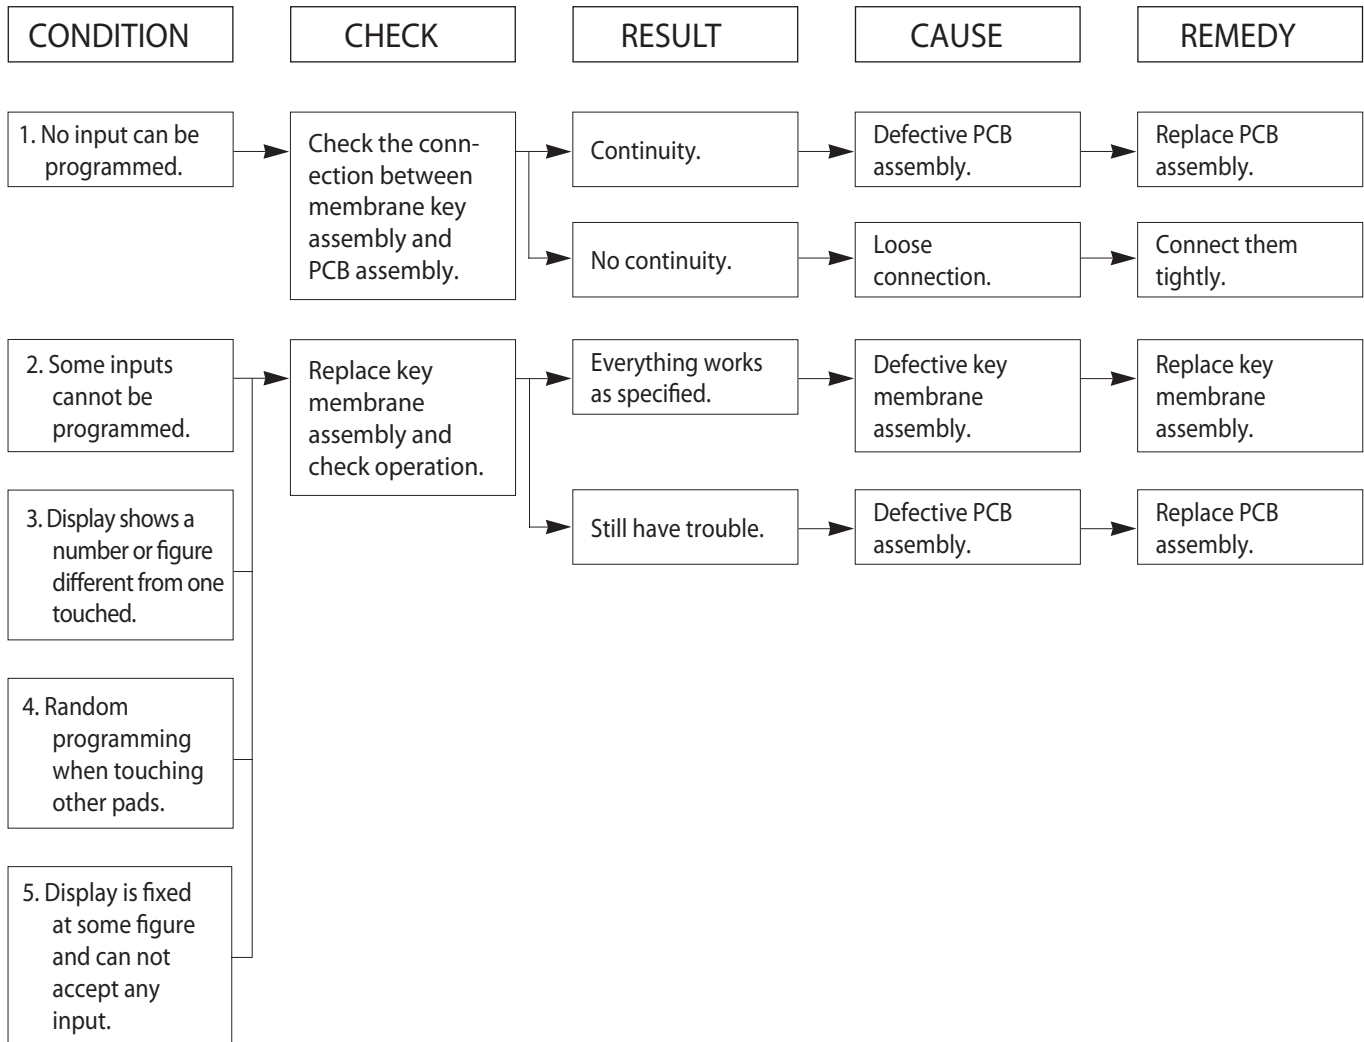 CONDITION
CHECK
RESULT
CAUSE
REMEDY
1. No input can be
programmed.
Check the conn-
ection between
membrane key
assembly and
PCB assembly.
Continuity.
Defective PCB
assembly.
Replace PCB
assembly.
No continuity.
Loose
connection.
Connect them
tightly.
2. Some inputs
cannot be
programmed.
Replace key
membrane
assembly and
check operation.
Everything works
as specified.
Defective key
membrane
assembly.
Replace key
membrane
assembly.
Still have trouble.
Defective PCB
assembly.
Replace PCB
assembly.
3. Display shows a
number or figure
different from one
touched.
4. Random
programming
when touching
other pads.
5. Display is fixed
at some figure
and can not
accept any
input.